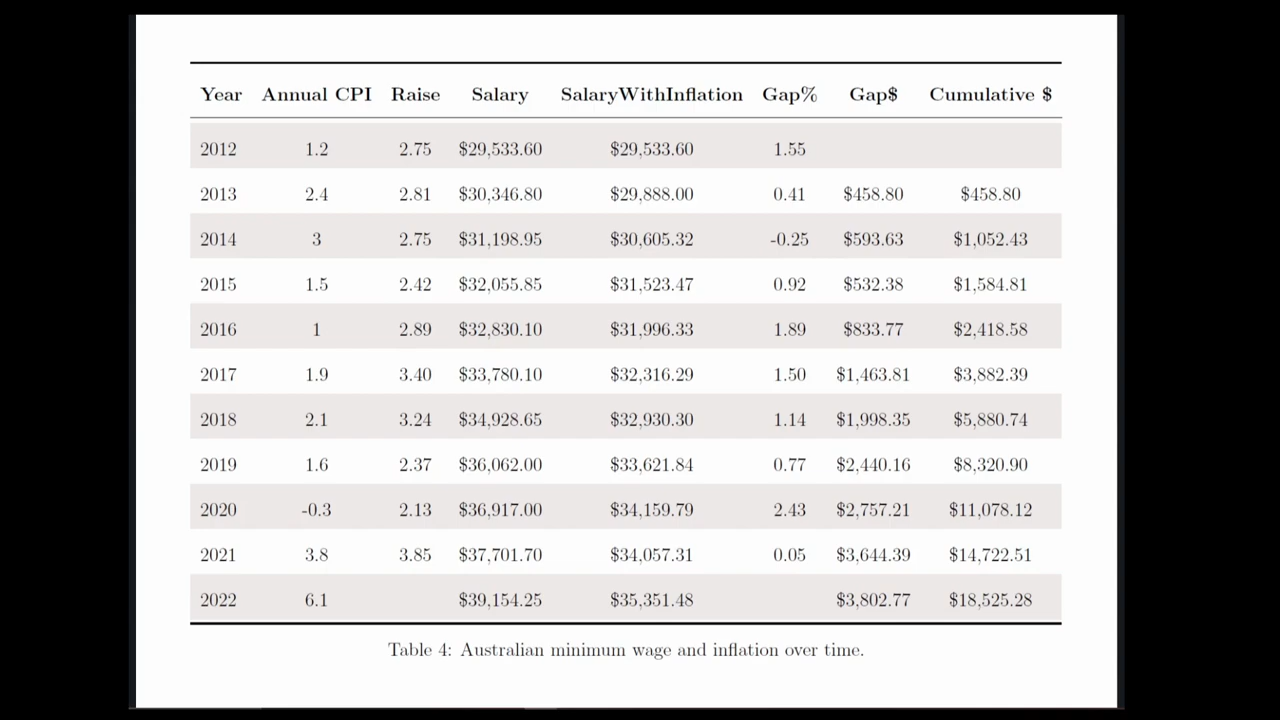 Year Annual CPI Raise Salary SalaryWithInflation Gap% Gap$ Cumulative $
2012 1.2 2.75 $29,533.60 $29,533.60 1.55
2013 2.4 2.81 $30,346.80 $29,888.00 0.41 $458.80 $458.80
2014 3 2.75 $31,198.95 $30,605.32 -0.25 $593.63 $1,052.43
2015 1.5 2.42 $32,055.85 $31,523.47 0.92 $532.38 $1,584.81
2016 1 2.89 $32,830.10 $31,996.33 1.89 $833.77 $2,418.58
2017 1.9 3.40 $33,780.10 $32,316.29 1.50 $1,463.81 $3,882.39
2018 2.1 3.24 $34,928.65 $32,930.30 1.14 $1,998.35 $5,880.74
2019 1.6 2.37 $36,062.00 $33,621.84 0.77 $2,440.16 $8,320.90
2020 -0.3 2.13 $36,917.00 $34,159.79 2.43 $2,757.21 $11,078.12
2021 3.8 3.85 $37,701.70 $34,057.31 0.05 $3,644.39 $14,722.51
2022 6.1 $39,154.25 $35,351.48 $3,802.77 $18,525.28
Table 4: Australian minimum wage and inflation over time.